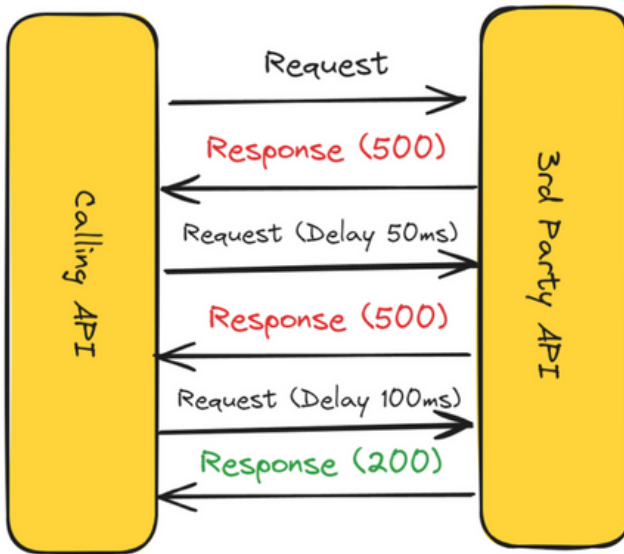 Calling API
Request
Response (500)
Request (Delay 50ms)
Response (500)
Request (Delay 100ms)
Response (200)
3rd Party API